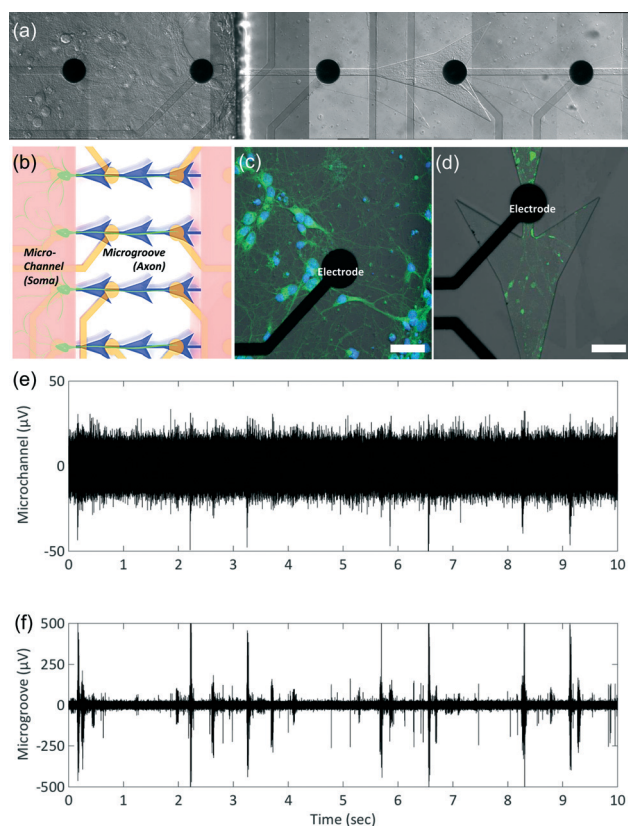 (a)
(b)
Micro-
Channel
(Soma)
Microgroove
(Axon)
(c)
Electrode
(d)
Electrode
(e)
Microchannel (µV)
50
0
-50
0 1 2 3 4 5 6 7 8 9 10
(f)
Microgroove (µV)
500
250
0
-250
-500
0 1 2 3 4 5 6 7 8 9 10
Time (sec)